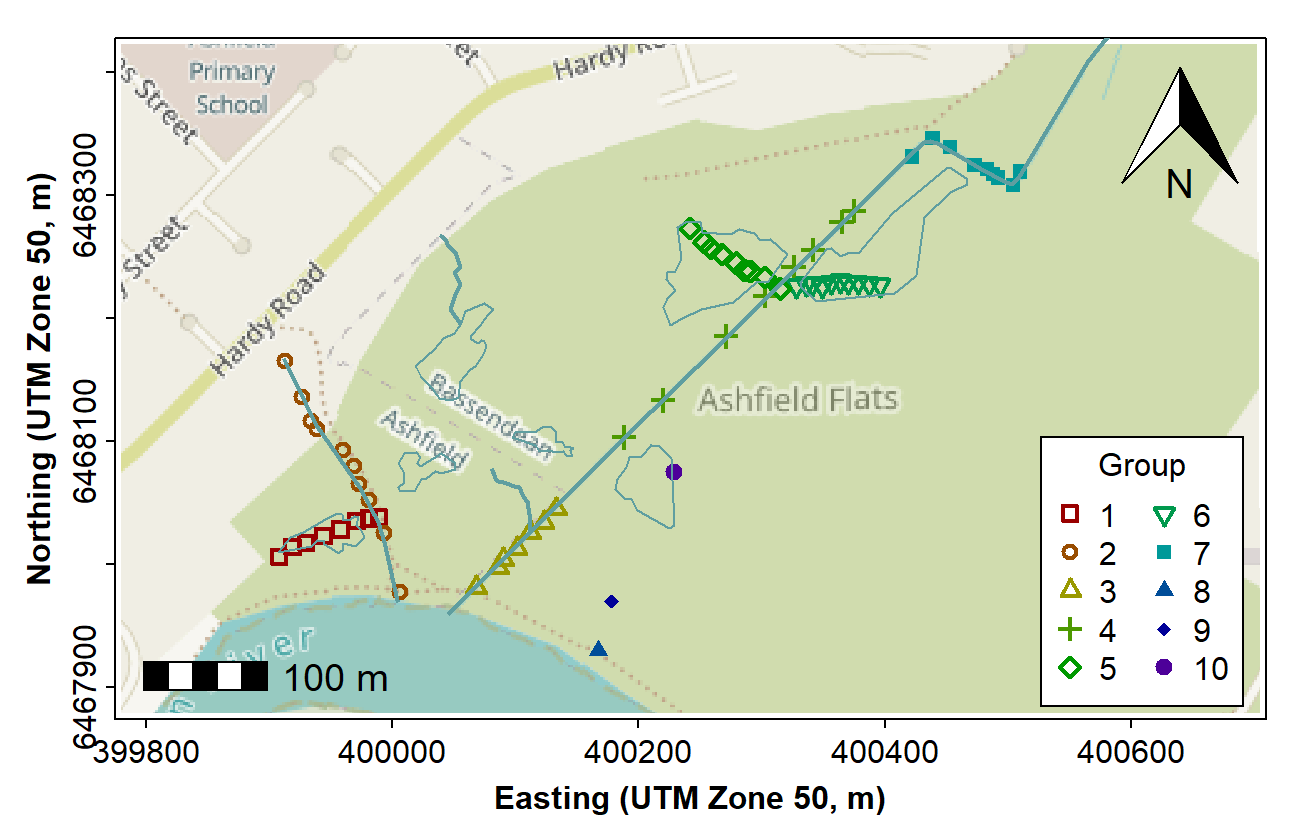 Primary
School
Street
Street
Hardy
N
Hardy Road
Bassendean
Ashfield
Ashfield Flats
100 m
Group
1
2
3
4
5
6
7
8
9
10
6468300
6468100
6467900
Northing (UTM Zone 50, m)
399800
400000
400200
400400
400600
Easting (UTM Zone 50, m)